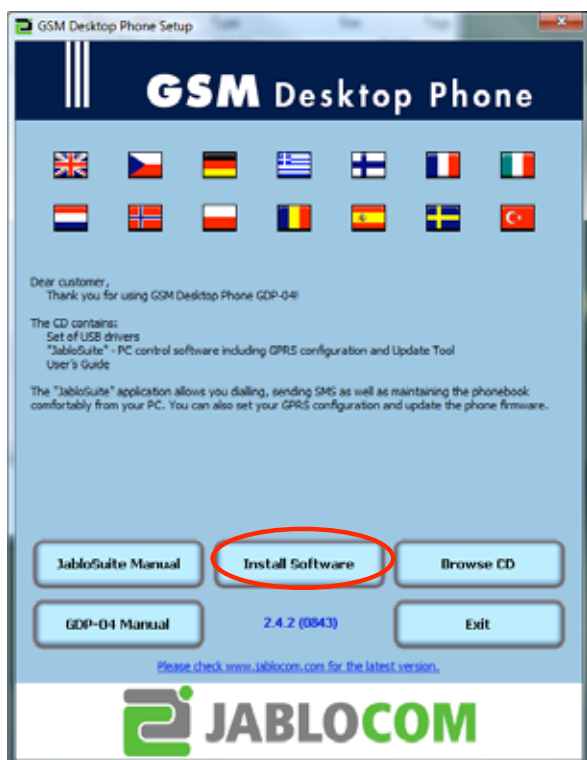 GSM Desktop Phone Setup
GSM Desktop Phone
Dear customer,
Thank you for using GSM Desktop Phone GDP-04!
The CD contains:
Set of USB drivers
"JabloSuite" - PC control software including GPRS configuration and Update Tool
User's Guide
The "JabloSuite" application allows you dialling, sending SMS as well as maintaining the phonebook
comfortably from your PC. You can also set your GPRS configuration and update the phone firmware.
JabloSuite Manual Install Software Browse CD
GDP-04 Manual 2.4.2 (0843) Exit
Please check www.jablocom.com for the latest version.
JABLOCOM